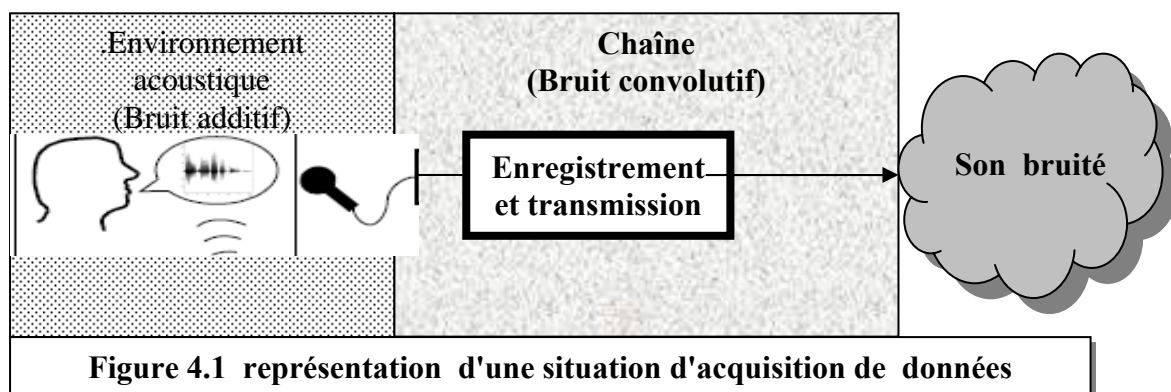 .Environnement
acoustique
(Bruit additif)
Chaîne
(Bruit convolutif)
Enregistrement
et transmission
Son bruité
Figure 4.1 représentation d'une situation d'acquisition de données